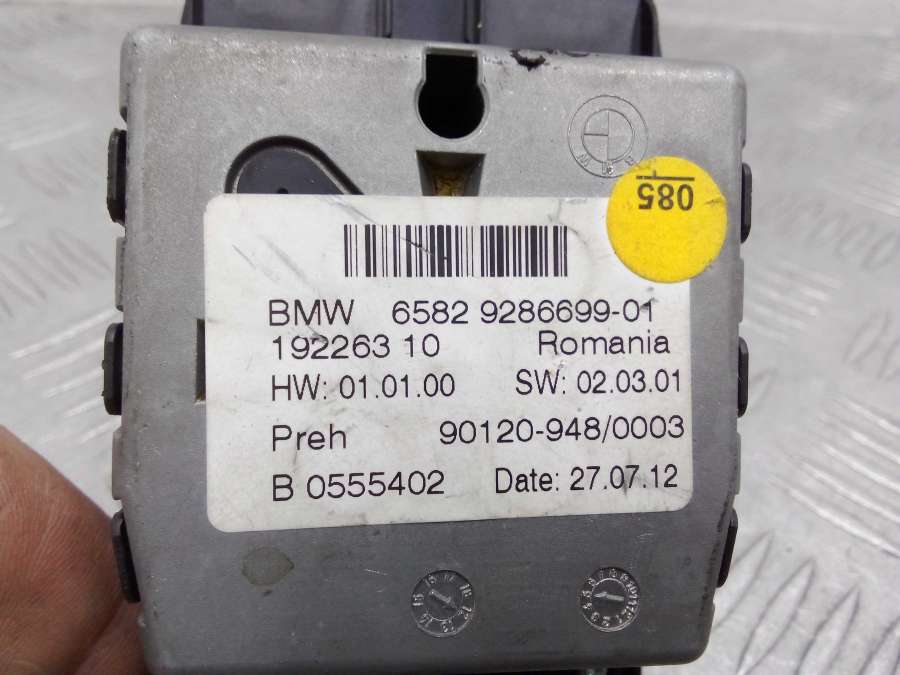 BMW
085
BMW 6582 9286699-01
192263 10 Romania
HW: 01.01.00 SW: 02.03.01
Preh 90120-948/0003
B 0555402 Date: 27.07.12